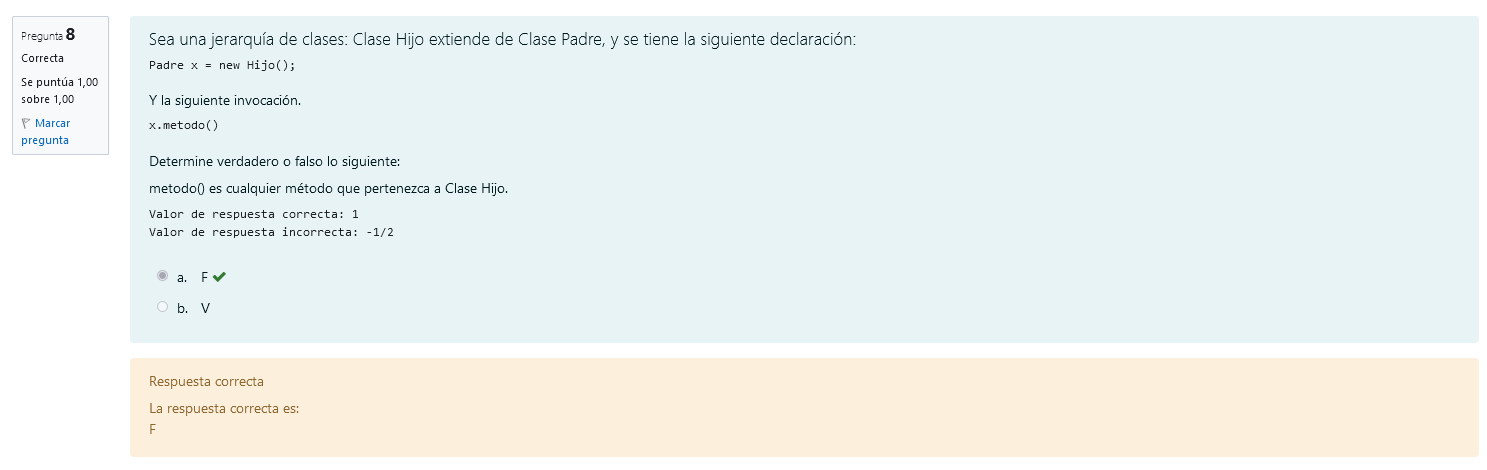 Pregunta 8
Correcta
Se puntúa 1,00
sobre 1,00
Marcar
pregunta
Sea una jerarquía de clases: Clase Hijo extiende de Clase Padre, y se tiene la siguiente declaración:
Padre x = new Hijo();
Y la siguiente invocación.
x.metodo()
Determine verdadero o falso lo siguiente:
metodo() es cualquier método que pertenezca a Clase Hijo.
Valor de respuesta correcta: 1
Valor de respuesta incorrecta: -1/2
a. F
b. V
Respuesta correcta
La respuesta correcta es:
F